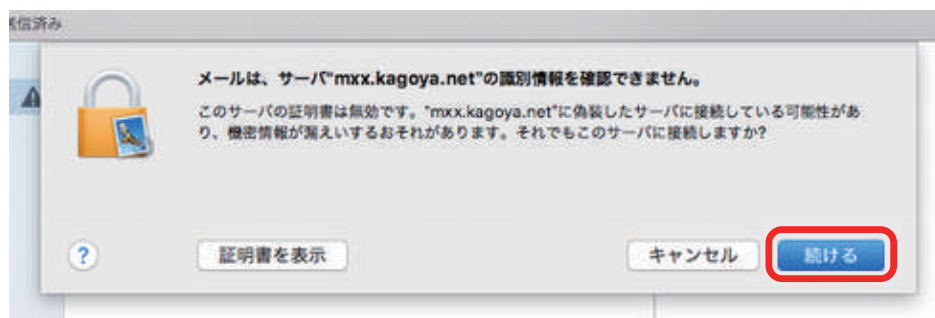 信済み
メールは、サーバ"mxx.kagoya.net"の識別情報を確認できません。
このサーバの証明書は無効です。"mxx.kagoya.net"に偽装したサーバに接続している可能性があ
り、機密情報が漏えいするおそれがあります。それでもこのサーバに接続しますか?
?
証明書を表示
キャンセル
続ける